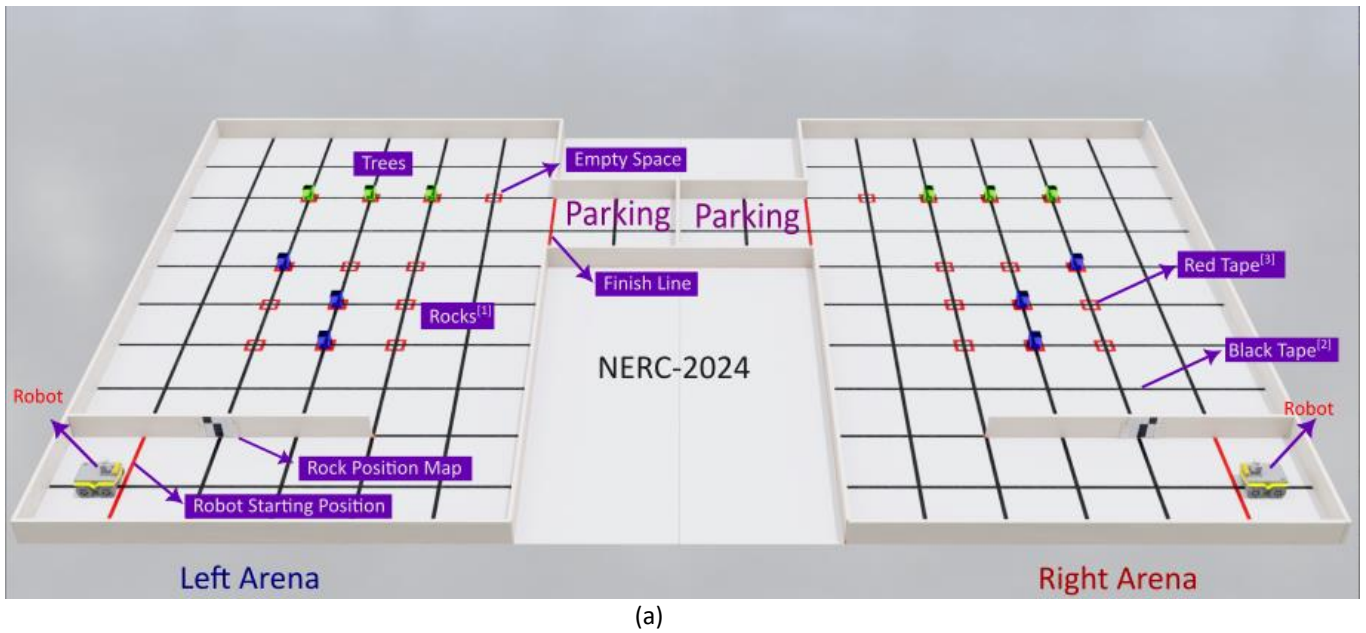 Trees
Empty Space
Parking
Parking
Finish Line
Red Tape[3]
Rocks[1]
Black Tape[2]
NERC-2024
Robot
Robot
Rock Position Map
Robot Starting Position
Left Arena
Right Arena
(a)